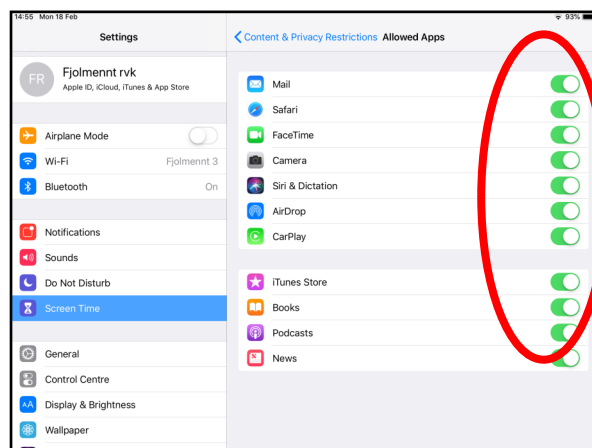 14:55 Mon 18 Feb 93%
Settings
Content & Privacy Restrictions Allowed Apps
FR
Fjolmennt rvk
Apple ID, iCloud, iTunes & App Store
Airplane Mode
Wi-Fi Fjolmennt 3
Bluetooth On
Notifications
Sounds
Do Not Disturb
Screen Time
General
Control Centre
AA Display & Brightness
Wallpaper
Mail
Safari
FaceTime
Camera
Siri & Dictation
AirDrop
CarPlay
iTunes Store
Books
Podcasts
News